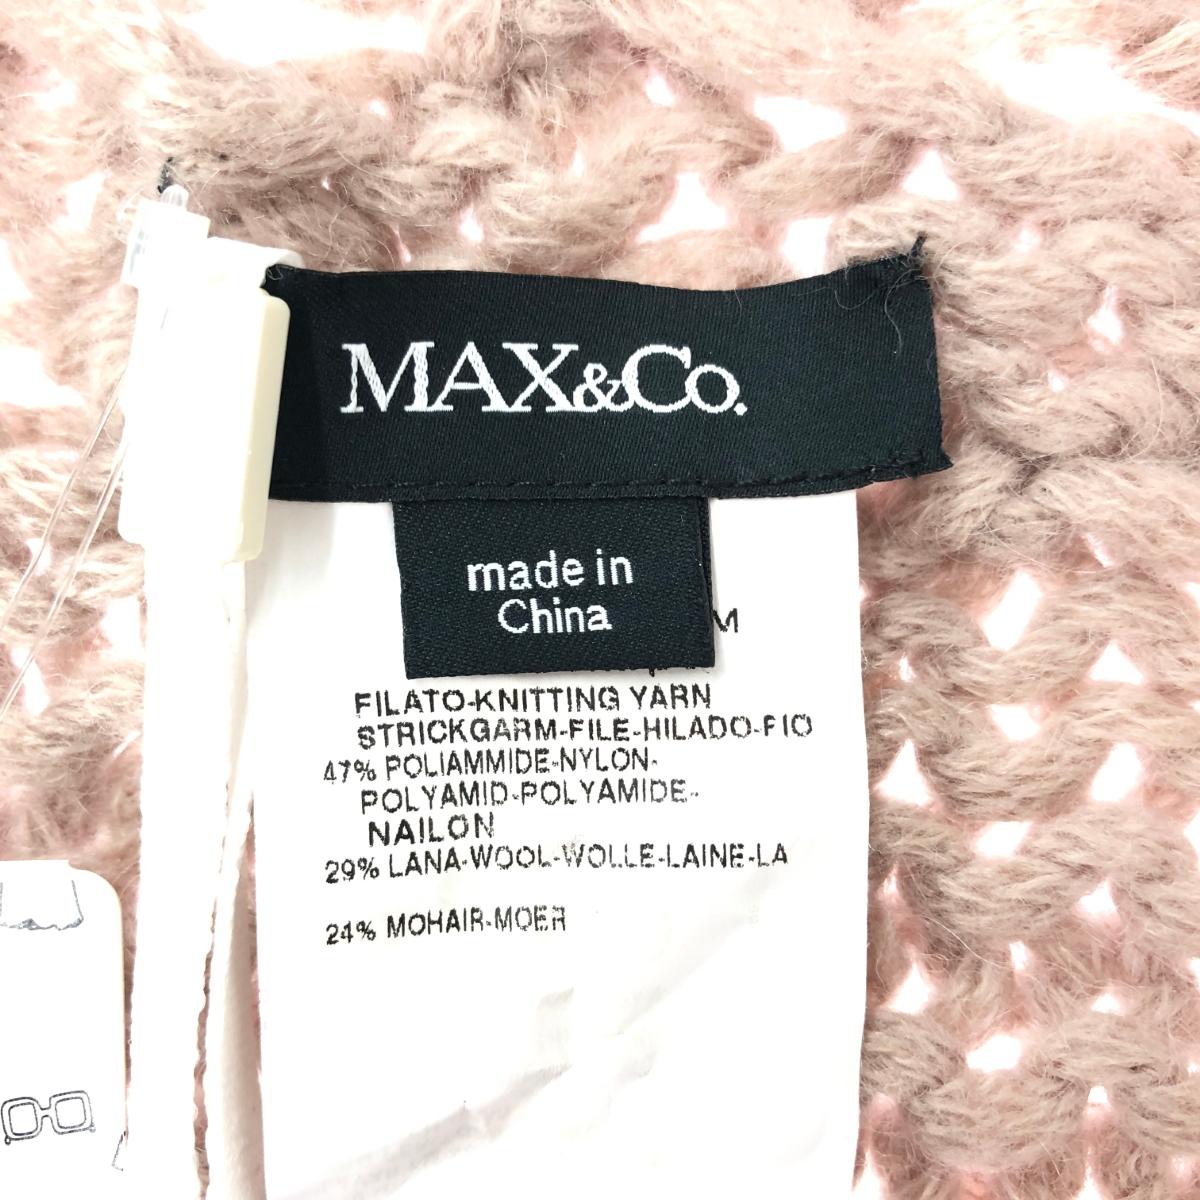 MAX&Co.
made in
China
M
FILATO-KNITTING YARN
STRICKGARM-FILE-HILADO-FIO
47% POLIAMMIDE-NYLON-
POLYAMID-POLYAMIDE-
NAILON
29% LANA-WOOL-WOLLE-LAINE-LA
24% MOHAIR-MOER